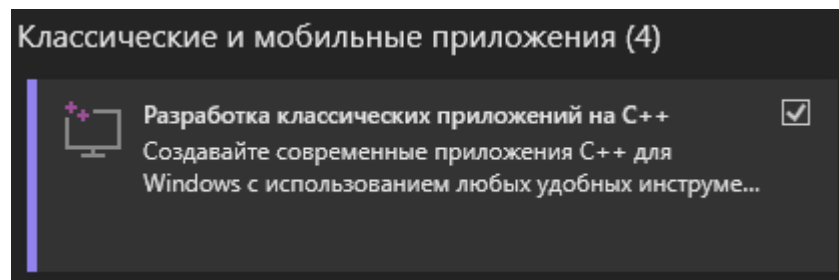 Классические и мобильные приложения (4)
Разработка классических приложений на C++
Создавайте современные приложения C++ для
Windows с использованием любых удобных инструме...